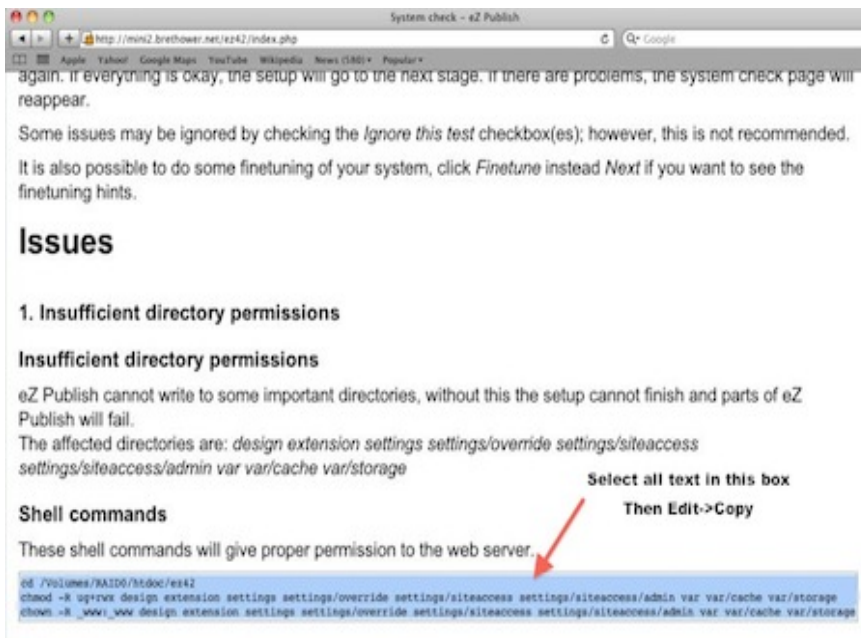 System check - eZ Publish
http://mini2.brethower.net/ez42/index.php
Google
Apple Yahoo! Google Maps YouTube Wikipedia News (580) Popular
again. If everything is okay, the setup will go to the next stage. If there are problems, the system check page will
reappear.
Some issues may be ignored by checking the Ignore this test checkbox(es); however, this is not recommended.
It is also possible to do some finetuning of your system, click Finetune instead Next if you want to see the
finetuning hints.
Issues
1. Insufficient directory permissions
Insufficient directory permissions
eZ Publish cannot write to some important directories, without this the setup cannot finish and parts of eZ
Publish will fail.
The affected directories are: design extension settings settings/override settings/siteaccess
settings/siteaccess/admin var var/cache var/storage
Select all text in this box
Then Edit->Copy
Shell commands
These shell commands will give proper permission to the web server.
cd /Volumes/RAID0/htdoc/ez42
chmod -R ug+rwx design extension settings settings/override settings/siteaccess settings/siteaccess/admin var var/cache var/storage
chown -R _www:_www design extension settings settings/override settings/siteaccess settings/siteaccess/admin var var/cache var/storage